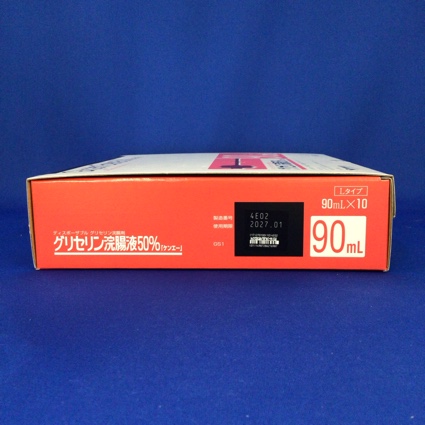 Lタイプ
90mL×10
ディスポーザブル グリセリン浣腸用
グリセリン浣腸液50%「ケンエー」
製造番号
使用期限
4E02
2027.01
90mL